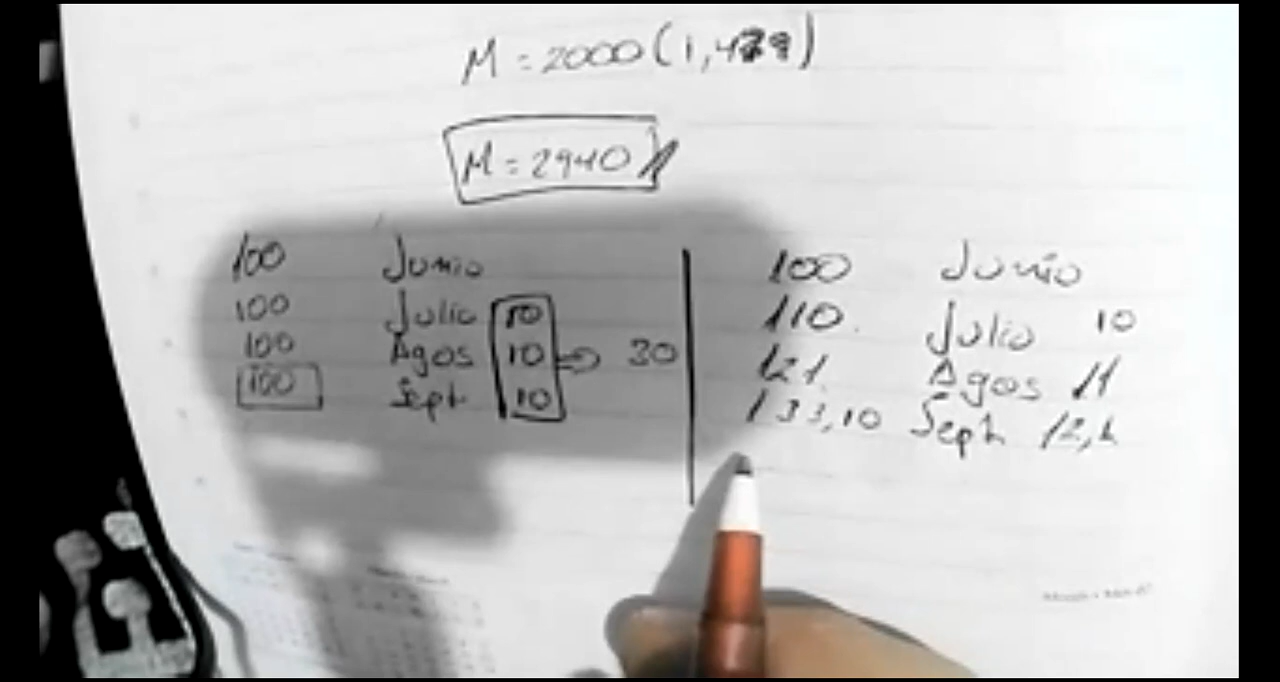 M = 2000 (1,479)
M = 2940
100 Junio
100 Julio 10
100 Agos 10 => 30
100 Sept 10
100 Junio
110. Julio 10
121. Agos 11
133,10 Sept 12,1